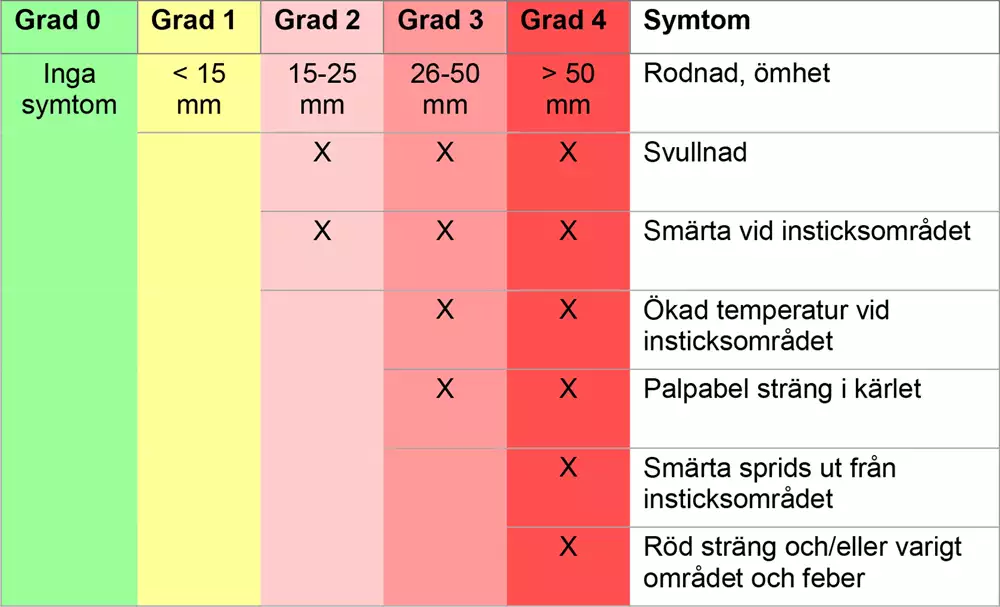 Grad 0 Grad 1 Grad 2 Grad 3 Grad 4 Symtom
Inga symtom < 15 mm 15-25 mm 26-50 mm > 50 mm Rodnad, ömhet
X X X Svullnad
X X X Smärta vid insticksområdet
X X Ökad temperatur vid
insticksområdet
X X Palpabel sträng i kärlet
X Smärta sprids ut från
insticksområdet
X Röd sträng och/eller varigt
området och feber